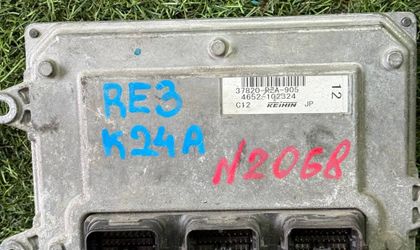 37820-RZA-905
4652-102324
C12 KEIHIN JP
12
RE3
K24A
N2068